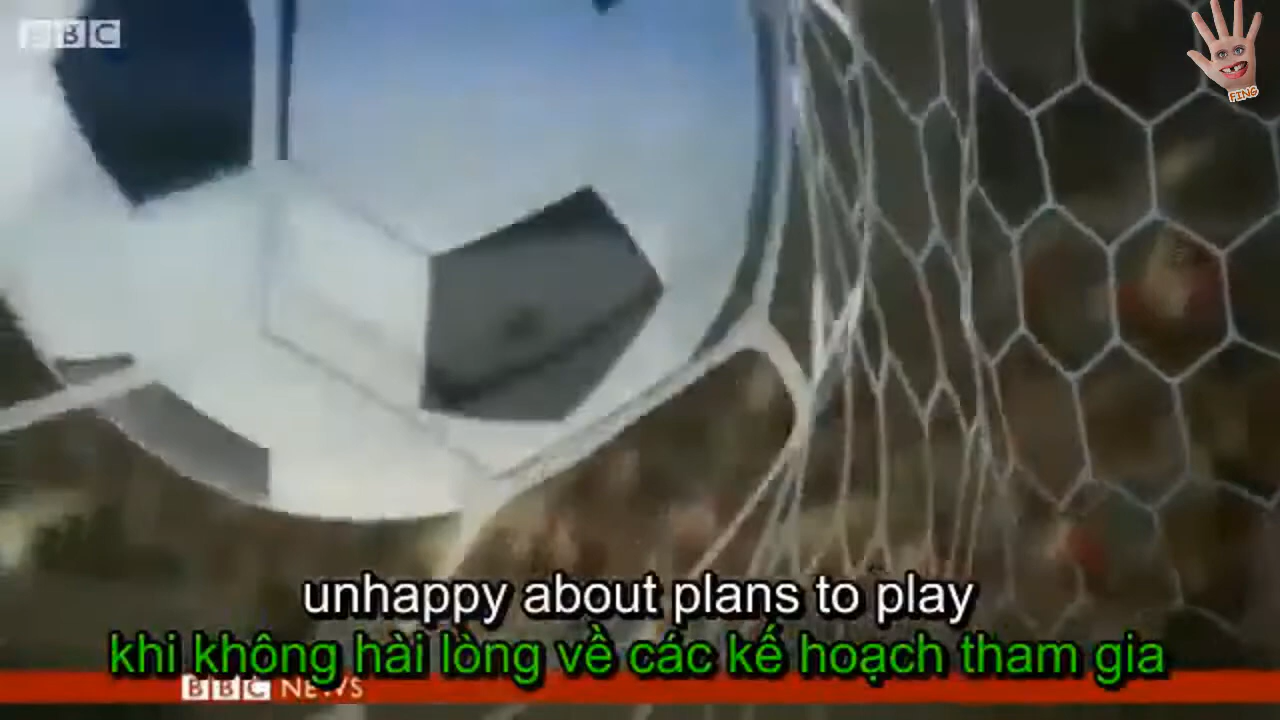 BBC
FING
unhappy about plans to play
khi không hài lòng về các kế hoạch tham gia
BBC NEWS